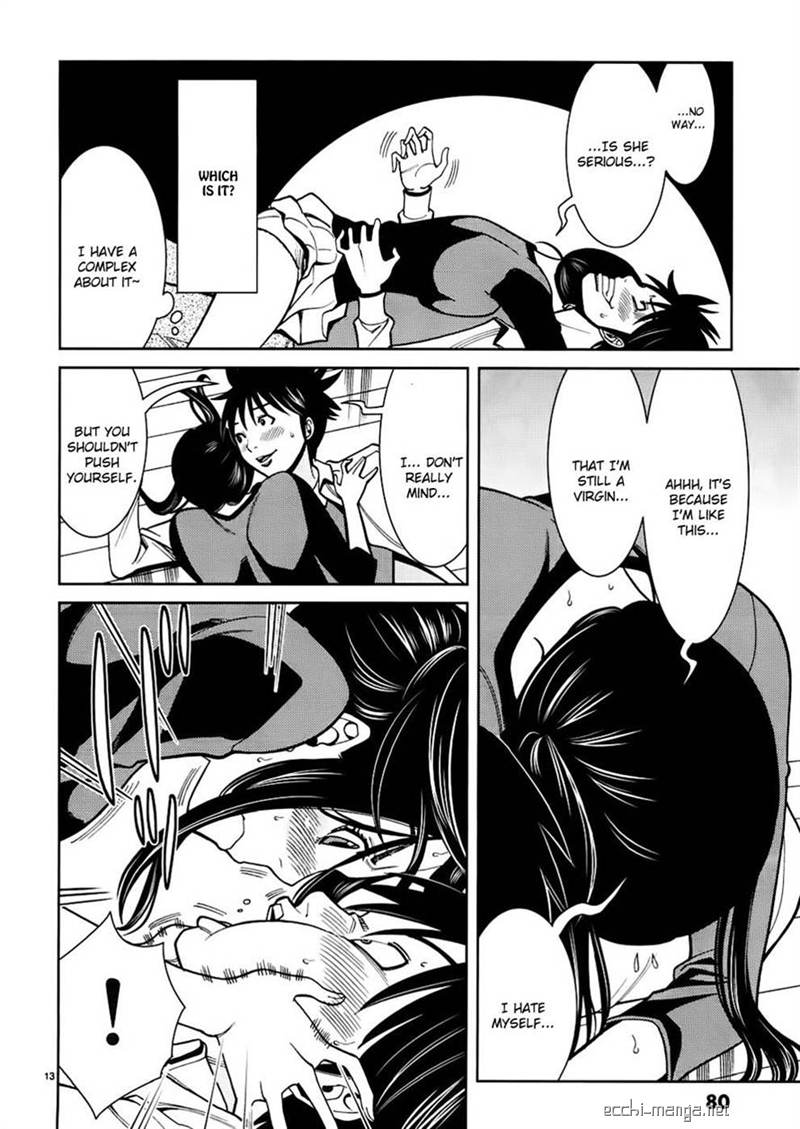 ...NO
WAY...
...IS SHE
SERIOUS...?
WHICH
IS IT?
I HAVE A
COMPLEX
ABOUT IT~
AHHH, IT'S
BECAUSE
I'M LIKE
THIS...
THAT I'M
STILL A
VIRGIN...
I HATE
MYSELF...
I... DON'T
REALLY
MIND...
BUT YOU
SHOULDN'T
PUSH
YOURSELF.
!
13
80
ecchi-manga.net